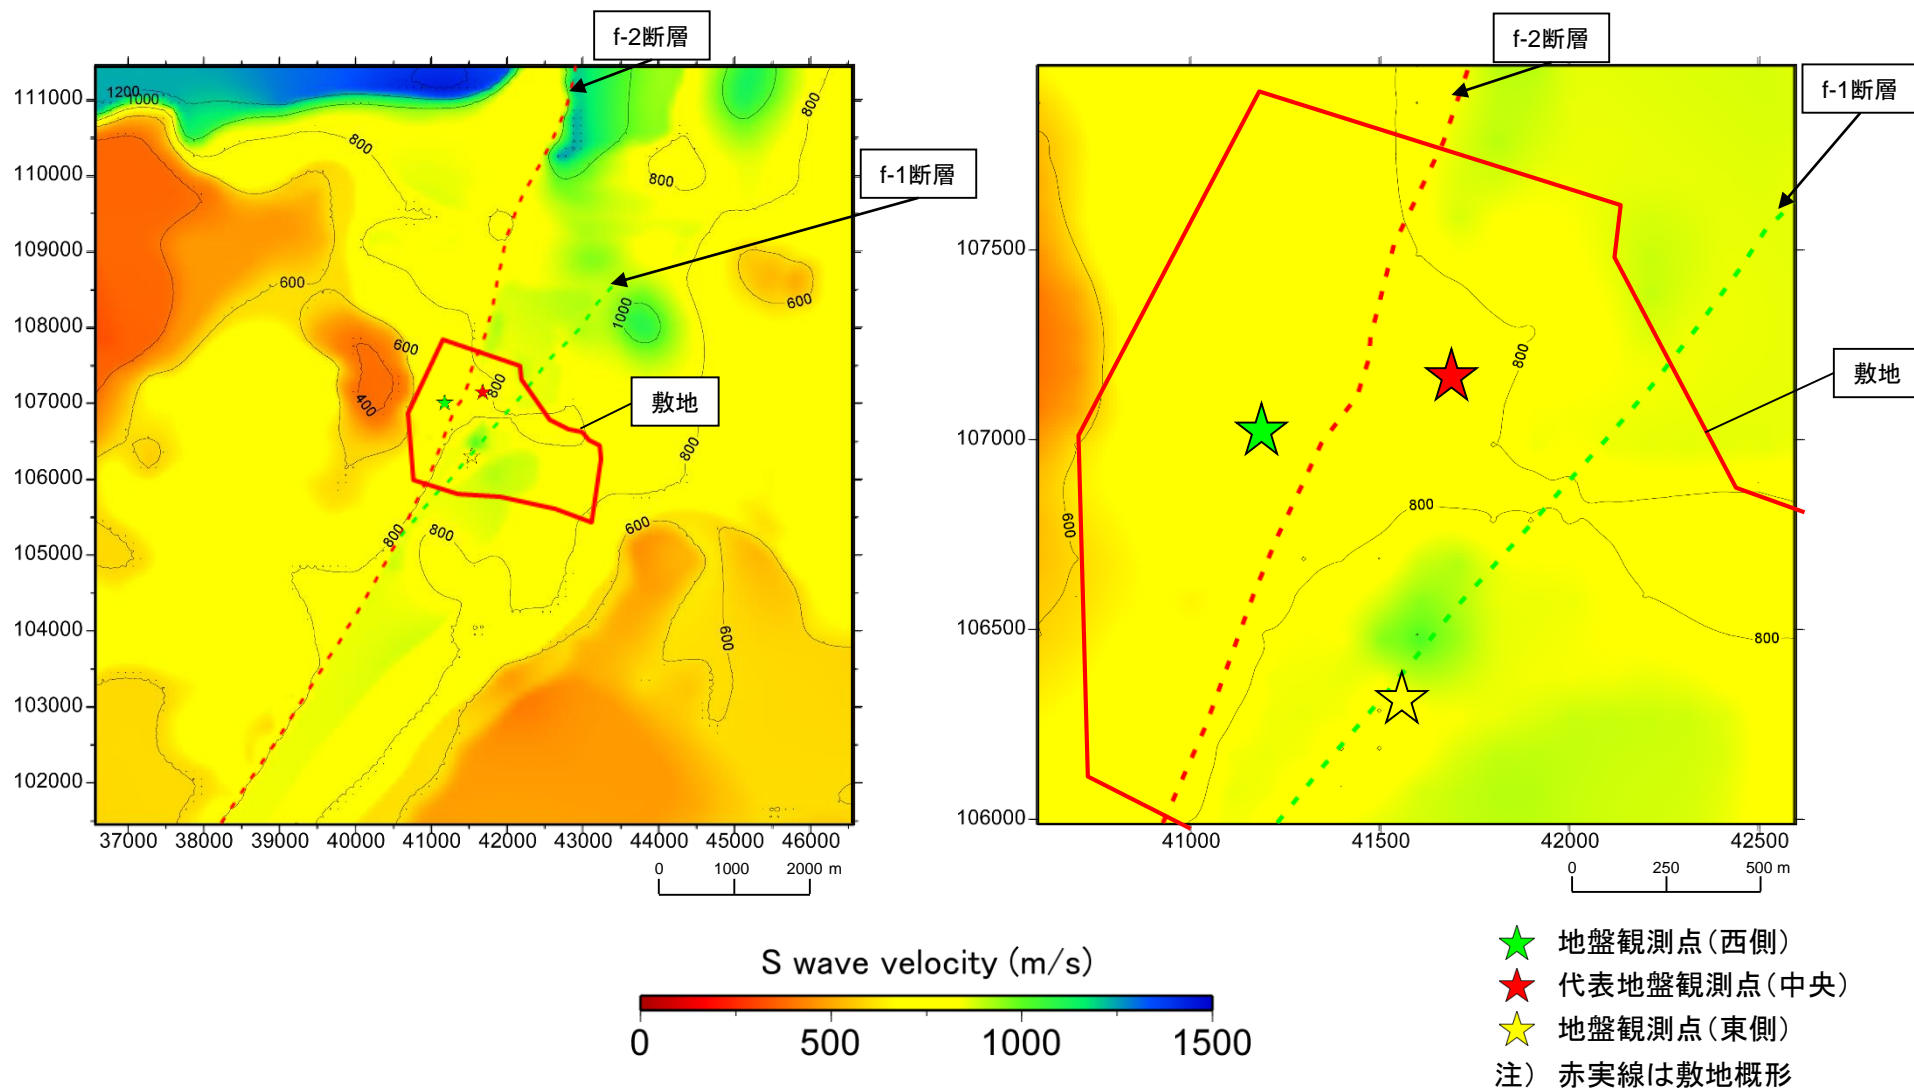 f-2断層
f-1断層
敷地
111000
110000
109000
108000
107000
106000
105000
104000
103000
102000
37000 38000 39000 40000 41000 42000 43000 44000 45000 46000
0 1000 2000 m
1200
1000
800
800
800
600
600
600
400
1000
800
800
800
800
600
600
f-2断層
f-1断層
敷地
107500
107000
106500
106000
41000 41500 42000 42500
0 250 500 m
800
800
600
800
S wave velocity (m/s)
0 500 1000 1500
地盤観測点(西側)
代表地盤観測点(中央)
地盤観測点(東側)
注) 赤実線は敷地概形